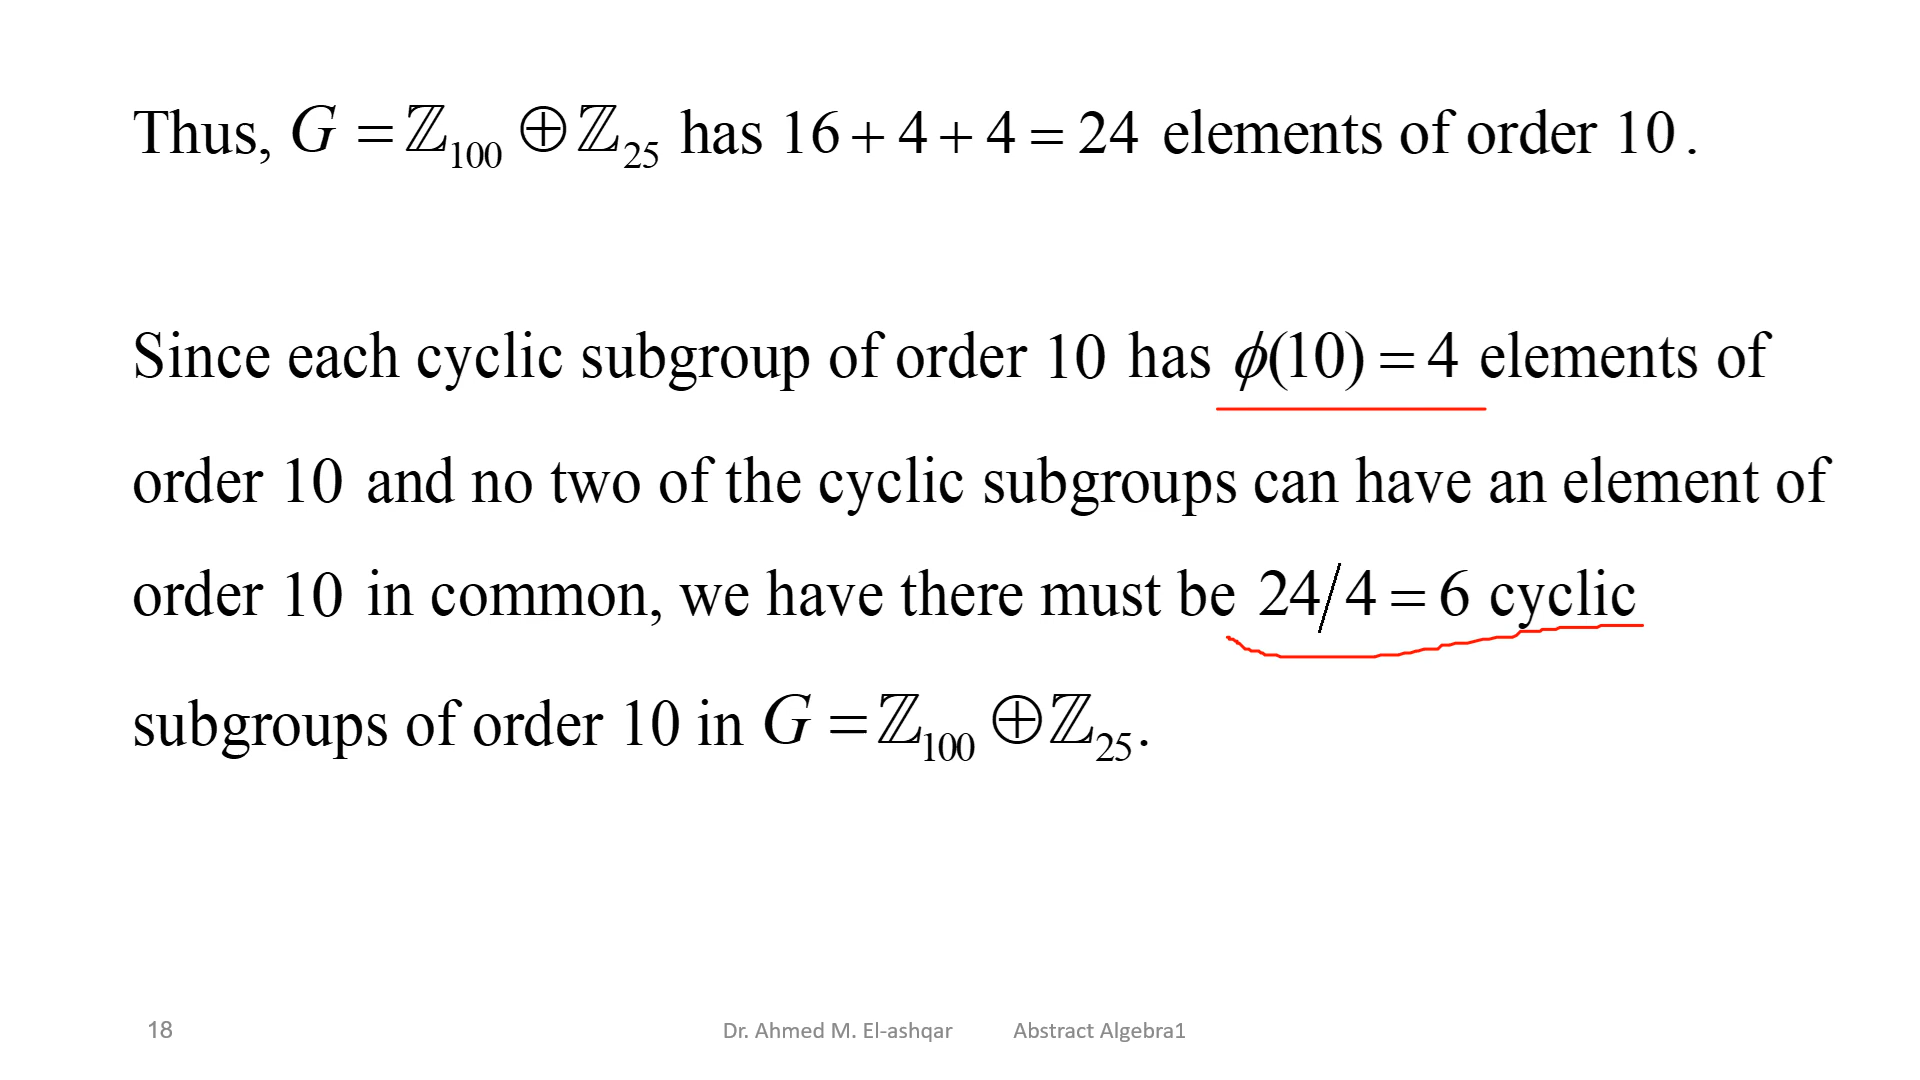 Thus, G = ℤ₁₀₀ ⊕ ℤ₂₅ has 16 + 4 + 4 = 24 elements of order 10.
Since each cyclic subgroup of order 10 has ϕ(10) = 4 elements of
order 10 and no two of the cyclic subgroups can have an element of
order 10 in common, we have there must be 24/4 = 6 cyclic
subgroups of order 10 in G = ℤ₁₀₀ ⊕ ℤ₂₅.
18 Dr. Ahmed M. El-ashqar Abstract Algebra1